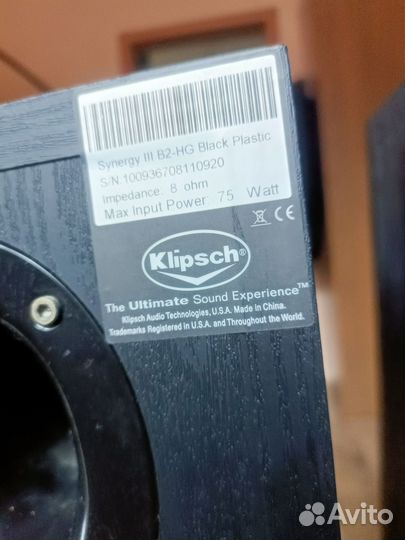 Synergy III B2-HG Black Plastic
S/N:100936708110920
Impedance: 8 ohm
Max Input Power: 75 Watt
CE
Klipsch®
The Ultimate Sound Experience™
Klipsch Audio Technologies, U.S.A. Made in China.
Trademarks Registered in U.S.A. and Throughout the World.
Avito